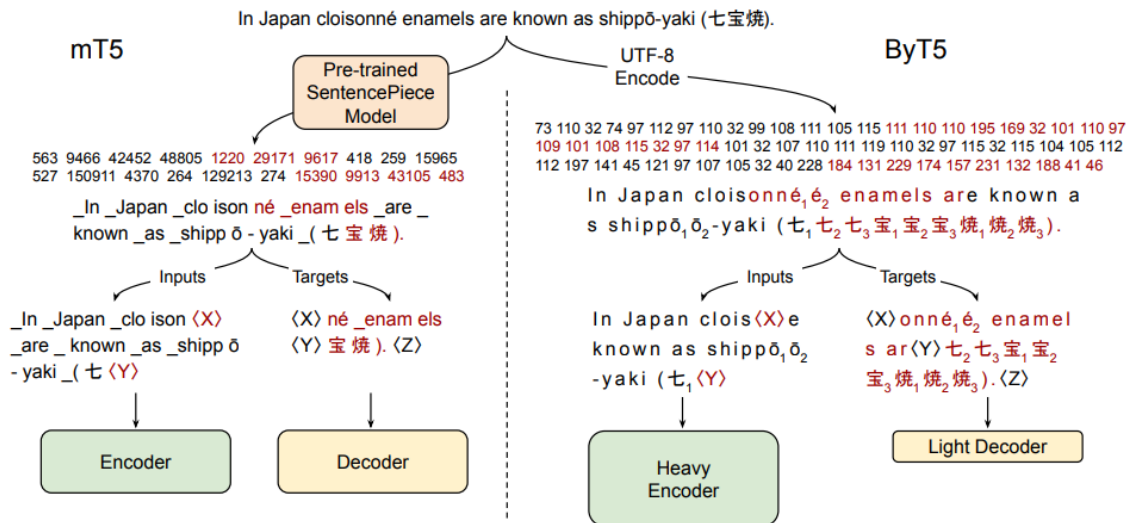 In Japan cloisonné enamels are known as shippō-yaki (七宝焼).
mT5
Pre-trained
SentencePiece
Model
563 9466 42452 48805 1220 29171 9617 418 259 15965
527 150911 4370 264 129213 274 15390 9913 43105 483
_In _Japan _clo ison né _enam els _are _
known _as _shipp ō - yaki _( 七 宝 焼 ).
Inputs
Targets
_In _Japan _clo ison 〈X〉
_are _ known _as _shipp ō
- yaki _( 七 〈Y〉
〈X〉 né _enam els
〈Y〉 宝 焼 ). 〈Z〉
Encoder
Decoder
ByT5
UTF-8
Encode
73 110 32 74 97 112 97 110 32 99 108 111 105 115 111 110 110 195 169 32 101 110 97
109 101 108 115 32 97 114 101 32 107 110 111 119 110 32 97 115 32 115 104 105 112
112 197 141 45 121 97 107 105 32 40 228 184 131 229 174 157 231 132 188 41 46
In Japan cloisonné₁é₂ enamels are known a
s shippō₁ō₂-yaki (七₁七₂七₃宝₁宝₂宝₃焼₁焼₂焼₃).
Inputs
Targets
In Japan clois〈X〉e
known as shippō₁ō₂
-yaki (七₁〈Y〉
〈X〉onné₁é₂ enamel
s ar〈Y〉七₂七₃宝₁宝₂
宝₃焼₁焼₂焼₃).〈Z〉
Heavy
Encoder
Light Decoder